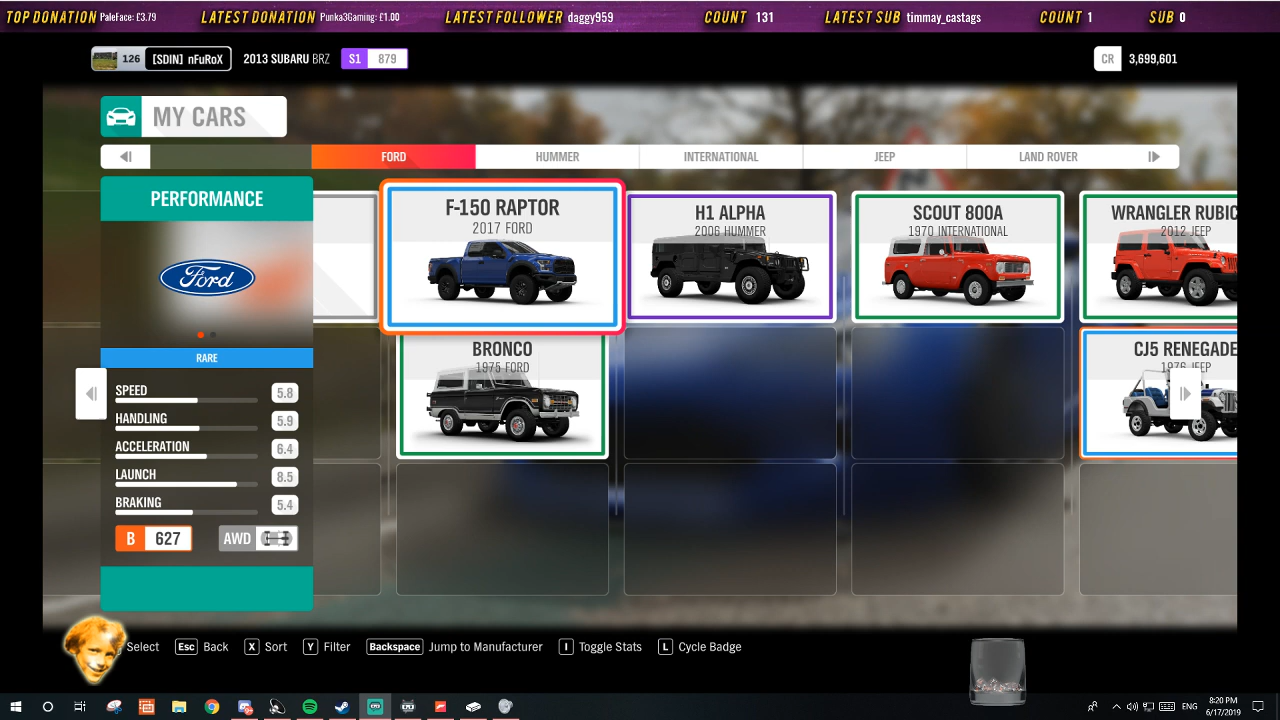 TOP DONATION PaleFace: £3.79 LATEST DONATION Punka3Gaming: £1.00 LATEST FOLLOWER daggy959 COUNT 131 LATEST SUB timmay_castags COUNT 1 SUB 0
126 [SDIN] nFuRoX 2013 SUBARU BRZ S1 879 CR 3,699,601
MY CARS
FORD HUMMER INTERNATIONAL JEEP LAND ROVER
PERFORMANCE
Ford
RARE
SPEED 5.8
HANDLING 5.9
ACCELERATION 6.4
LAUNCH 8.5
BRAKING 5.4
B 627 AWD
F-150 RAPTOR
2017 FORD
H1 ALPHA
2006 HUMMER
SCOUT 800A
1970 INTERNATIONAL
WRANGLER RUBIC
2012 JEEP
BRONCO
1975 FORD
CJ5 RENEGADE
1976 JEEP
Select Esc Back X Sort Y Filter Backspace Jump to Manufacturer I Toggle Stats L Cycle Badge
ENG
8:20 PM
6/17/2019